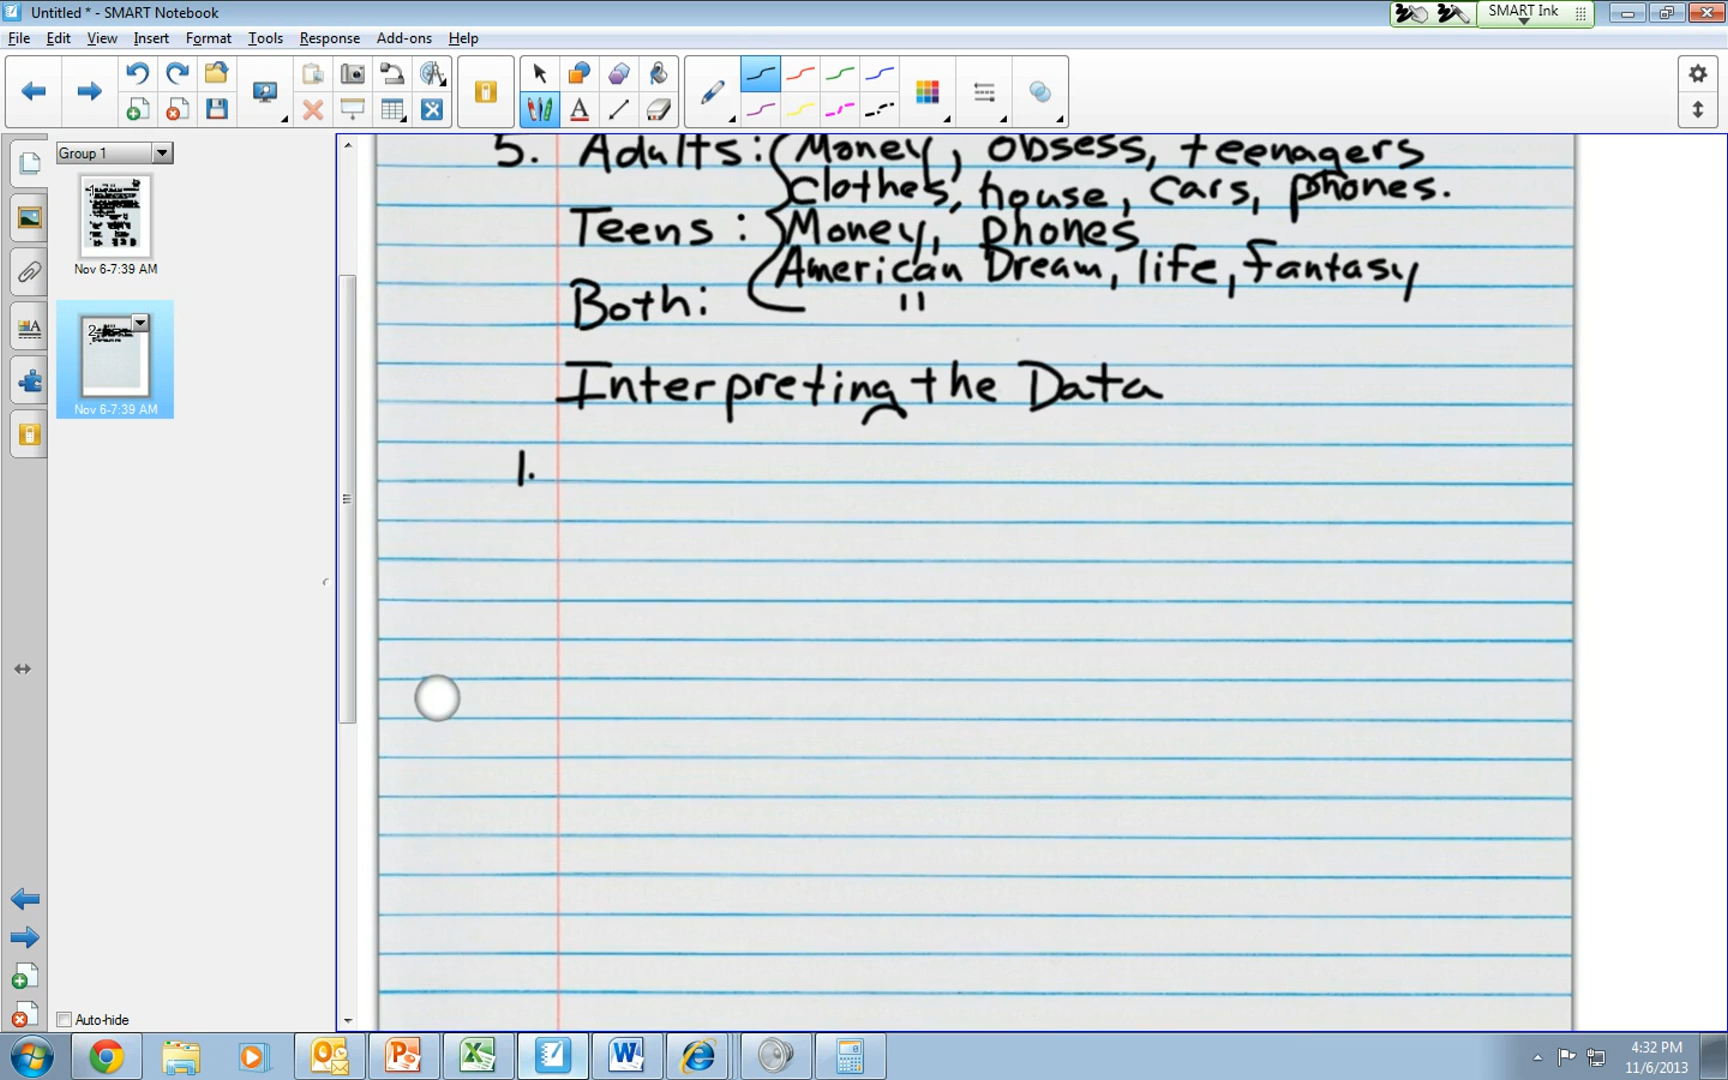 Untitled * - SMART Notebook
SMART Ink
File Edit View Insert Format Tools Response Add-ons Help
Group 1
1
Nov 6-7:39 AM
2
Nov 6-7:39 AM
5. Adults: Money, obsess, teenagers
clothes, house, cars, phones.
Teens: Money, phones
American Dream, life, fantasy
Both: "
Interpreting the Data
1.
Auto-hide
4:32 PM
11/6/2013